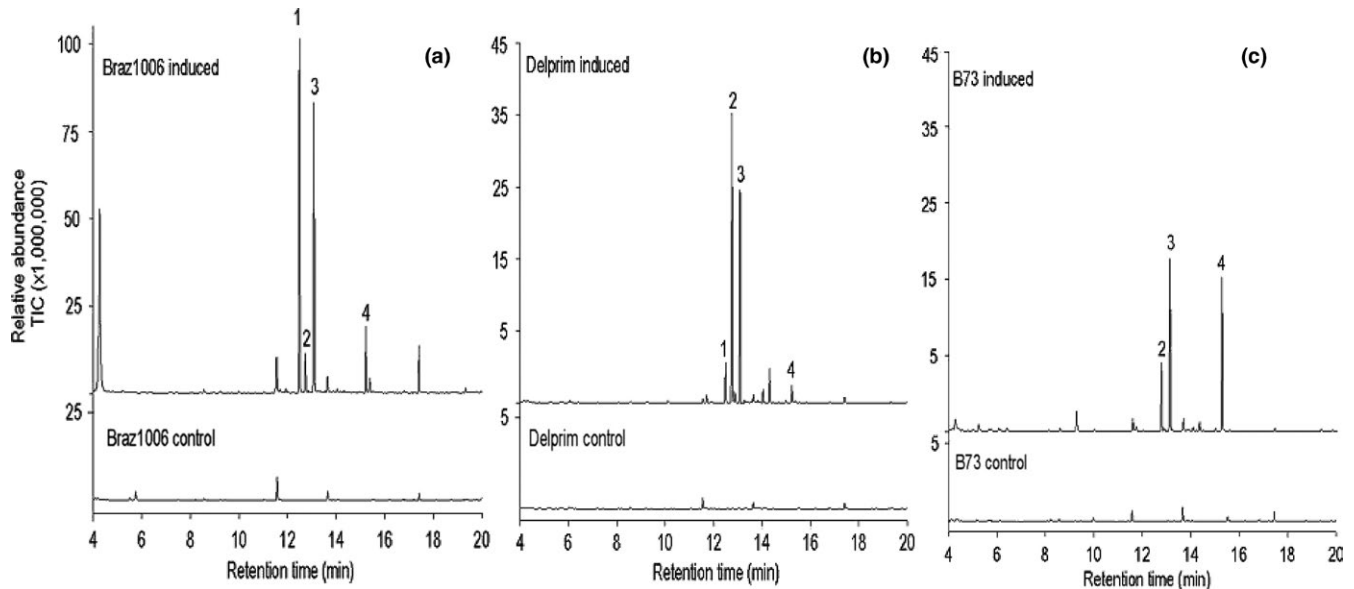 Relative abundance
TIC (×1,000,000)
(a)
Braz1006 induced
100
75
50
25
1
3
2
4
Braz1006 control
25
4 6 8 10 12 14 16 18 20
Retention time (min)
(b)
Delprim induced
45
35
25
15
5
2
3
1
4
Delprim control
5
4 6 8 10 12 14 16 18 20
Retention time (min)
(c)
B73 induced
45
35
25
15
5
3
4
2
B73 control
5
4 6 8 10 12 14 16 18 20
Retention time (min)